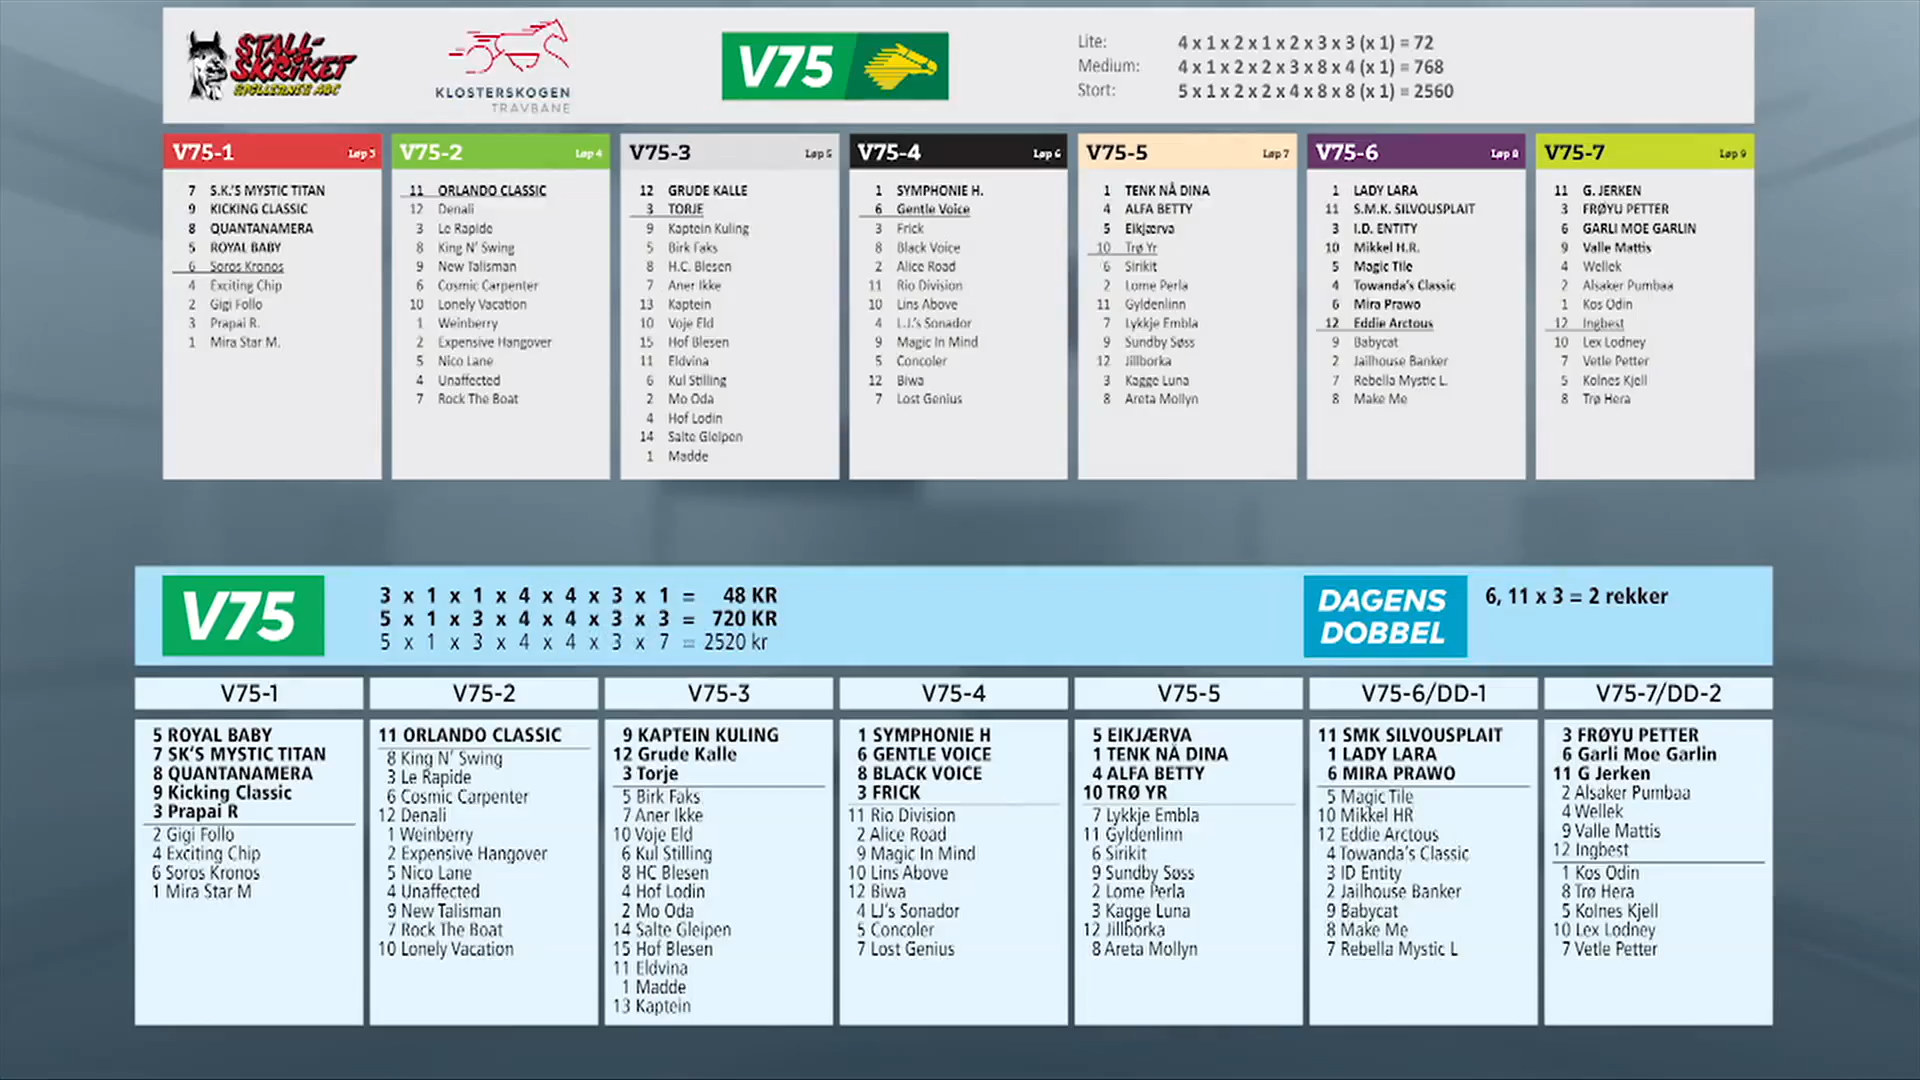 STALL-
SKRIKET
KLOSTERSKOGEN
TRAVBANE
V75
Lite: 4 x 1 x 2 x 1 x 2 x 3 x 3 (x 1) = 72
Medium: 4 x 1 x 2 x 2 x 3 x 8 x 4 (x 1) = 768
Stort: 5 x 1 x 2 x 2 x 4 x 8 x 8 (x 1) = 2560
V75-1 Løp 3
7 S.K.'S MYSTIC TITAN
9 KICKING CLASSIC
8 QUANTANAMERA
5 ROYAL BABY
6 Soros Kronos
4 Exciting Chip
2 Gigi Follo
3 Prapai R.
1 Mira Star M.
V75-2 Løp 4
11 ORLANDO CLASSIC
12 Denali
3 Le Rapide
8 King N' Swing
9 New Talisman
6 Cosmic Carpenter
10 Lonely Vacation
1 Weinberry
2 Expensive Hangover
5 Nico Lane
4 Unaffected
7 Rock The Boat
V75-3 Løp 5
12 GRUDE KALLE
3 TORJE
9 Kaptein Kuling
5 Birk Faks
8 H.C. Blesen
7 Aner Ikke
13 Kaptein
10 Voje Eld
15 Hof Blesen
11 Eldvina
6 Kul Stilling
2 Mo Oda
4 Hof Lodin
14 Salte Gleipen
1 Madde
V75-4 Løp 6
1 SYMPHONIE H.
6 Gentle Voice
3 Frick
8 Black Voice
2 Alice Road
11 Rio Division
10 Lins Above
4 L.J.'s Sonador
9 Magic In Mind
5 Concoler
12 Biwa
7 Lost Genius
V75-5 Løp 7
1 TENK NÅ DINA
4 ALFA BETTY
5 Eikjærva
10 Trø Yr
6 Sirikit
2 Lome Perla
11 Gyldenlinn
7 Lykkje Embla
9 Sundby Søss
12 Jillborka
3 Kagge Luna
8 Areta Mollyn
V75-6 Løp 8
1 LADY LARA
11 S.M.K. SILVOUSPLAIT
3 I.D. ENTITY
10 Mikkel H.R.
5 Magic Tile
4 Towanda's Classic
6 Mira Prawo
12 Eddie Arctous
9 Babycat
2 Jailhouse Banker
7 Rebella Mystic L.
8 Make Me
V75-7 Løp 9
11 G. JERKEN
3 FRØYU PETTER
6 GARLI MOE GARLIN
9 Valle Mattis
4 Wellek
2 Alsaker Pumbaa
1 Kos Odin
12 Ingbest
10 Lex Lodney
7 Vetle Petter
5 Kolnes Kjell
8 Trø Hera
V75
3 x 1 x 1 x 4 x 4 x 3 x 1 = 48 KR
5 x 1 x 3 x 4 x 4 x 3 x 3 = 720 KR
5 x 1 x 3 x 4 x 4 x 3 x 7 = 2520 kr
DAGENS
DOBBEL
6, 11 x 3 = 2 rekker
V75-1
5 ROYAL BABY
7 SK'S MYSTIC TITAN
8 QUANTANAMERA
9 Kicking Classic
3 Prapai R
2 Gigi Follo
4 Exciting Chip
6 Soros Kronos
1 Mira Star M
V75-2
11 ORLANDO CLASSIC
8 King N' Swing
3 Le Rapide
6 Cosmic Carpenter
12 Denali
1 Weinberry
2 Expensive Hangover
5 Nico Lane
4 Unaffected
9 New Talisman
7 Rock The Boat
10 Lonely Vacation
V75-3
9 KAPTEIN KULING
12 Grude Kalle
3 Torje
5 Birk Faks
7 Aner Ikke
10 Voje Eld
6 Kul Stilling
8 HC Blesen
4 Hof Lodin
2 Mo Oda
14 Salte Gleipen
15 Hof Blesen
11 Eldvina
1 Madde
13 Kaptein
V75-4
1 SYMPHONIE H
6 GENTLE VOICE
8 BLACK VOICE
3 FRICK
11 Rio Division
2 Alice Road
9 Magic In Mind
10 Lins Above
12 Biwa
4 LJ's Sonador
5 Concoler
7 Lost Genius
V75-5
5 EIKJÆRVA
1 TENK NÅ DINA
4 ALFA BETTY
10 TRØ YR
7 Lykkje Embla
11 Gyldenlinn
6 Sirikit
9 Sundby Søss
2 Lome Perla
3 Kagge Luna
12 Jillborka
8 Areta Mollyn
V75-6/DD-1
11 SMK SILVOUSPLAIT
1 LADY LARA
6 MIRA PRAWO
5 Magic Tile
10 Mikkel HR
12 Eddie Arctous
4 Towanda's Classic
3 ID Entity
2 Jailhouse Banker
9 Babycat
8 Make Me
7 Rebella Mystic L
V75-7/DD-2
3 FRØYU PETTER
6 Garli Moe Garlin
11 G Jerken
2 Alsaker Pumbaa
4 Wellek
9 Valle Mattis
12 Ingbest
1 Kos Odin
8 Trø Hera
5 Kolnes Kjell
10 Lex Lodney
7 Vetle Petter